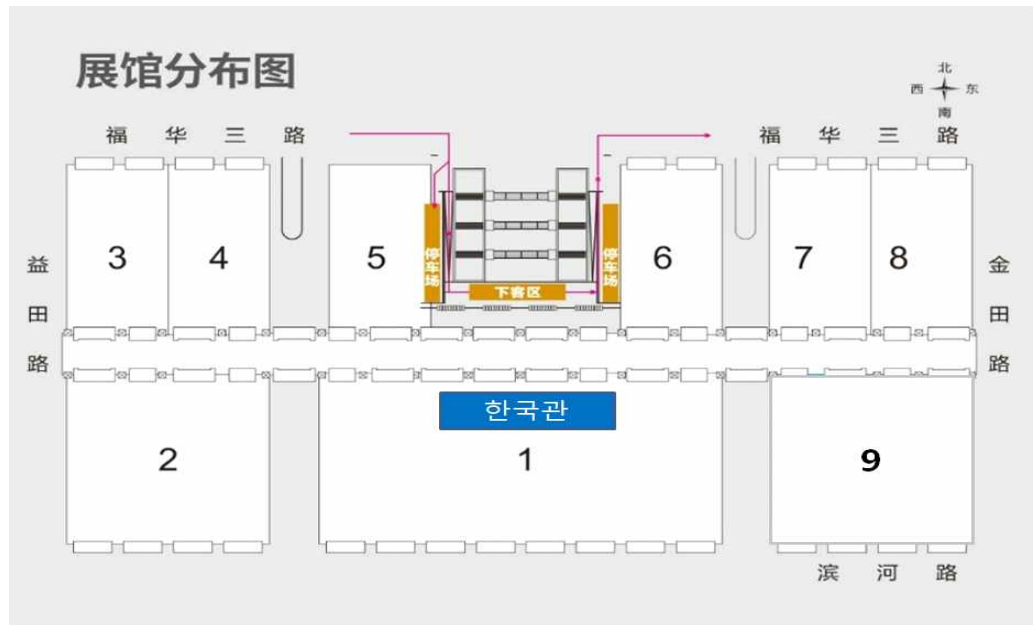 展馆分布图
北
西 东
南
福 华 三 路
福 华 三 路
3
4
5
6
7
8
停车场
下客区
停车场
益田路
金田路
한국관
2
1
9
滨 河 路